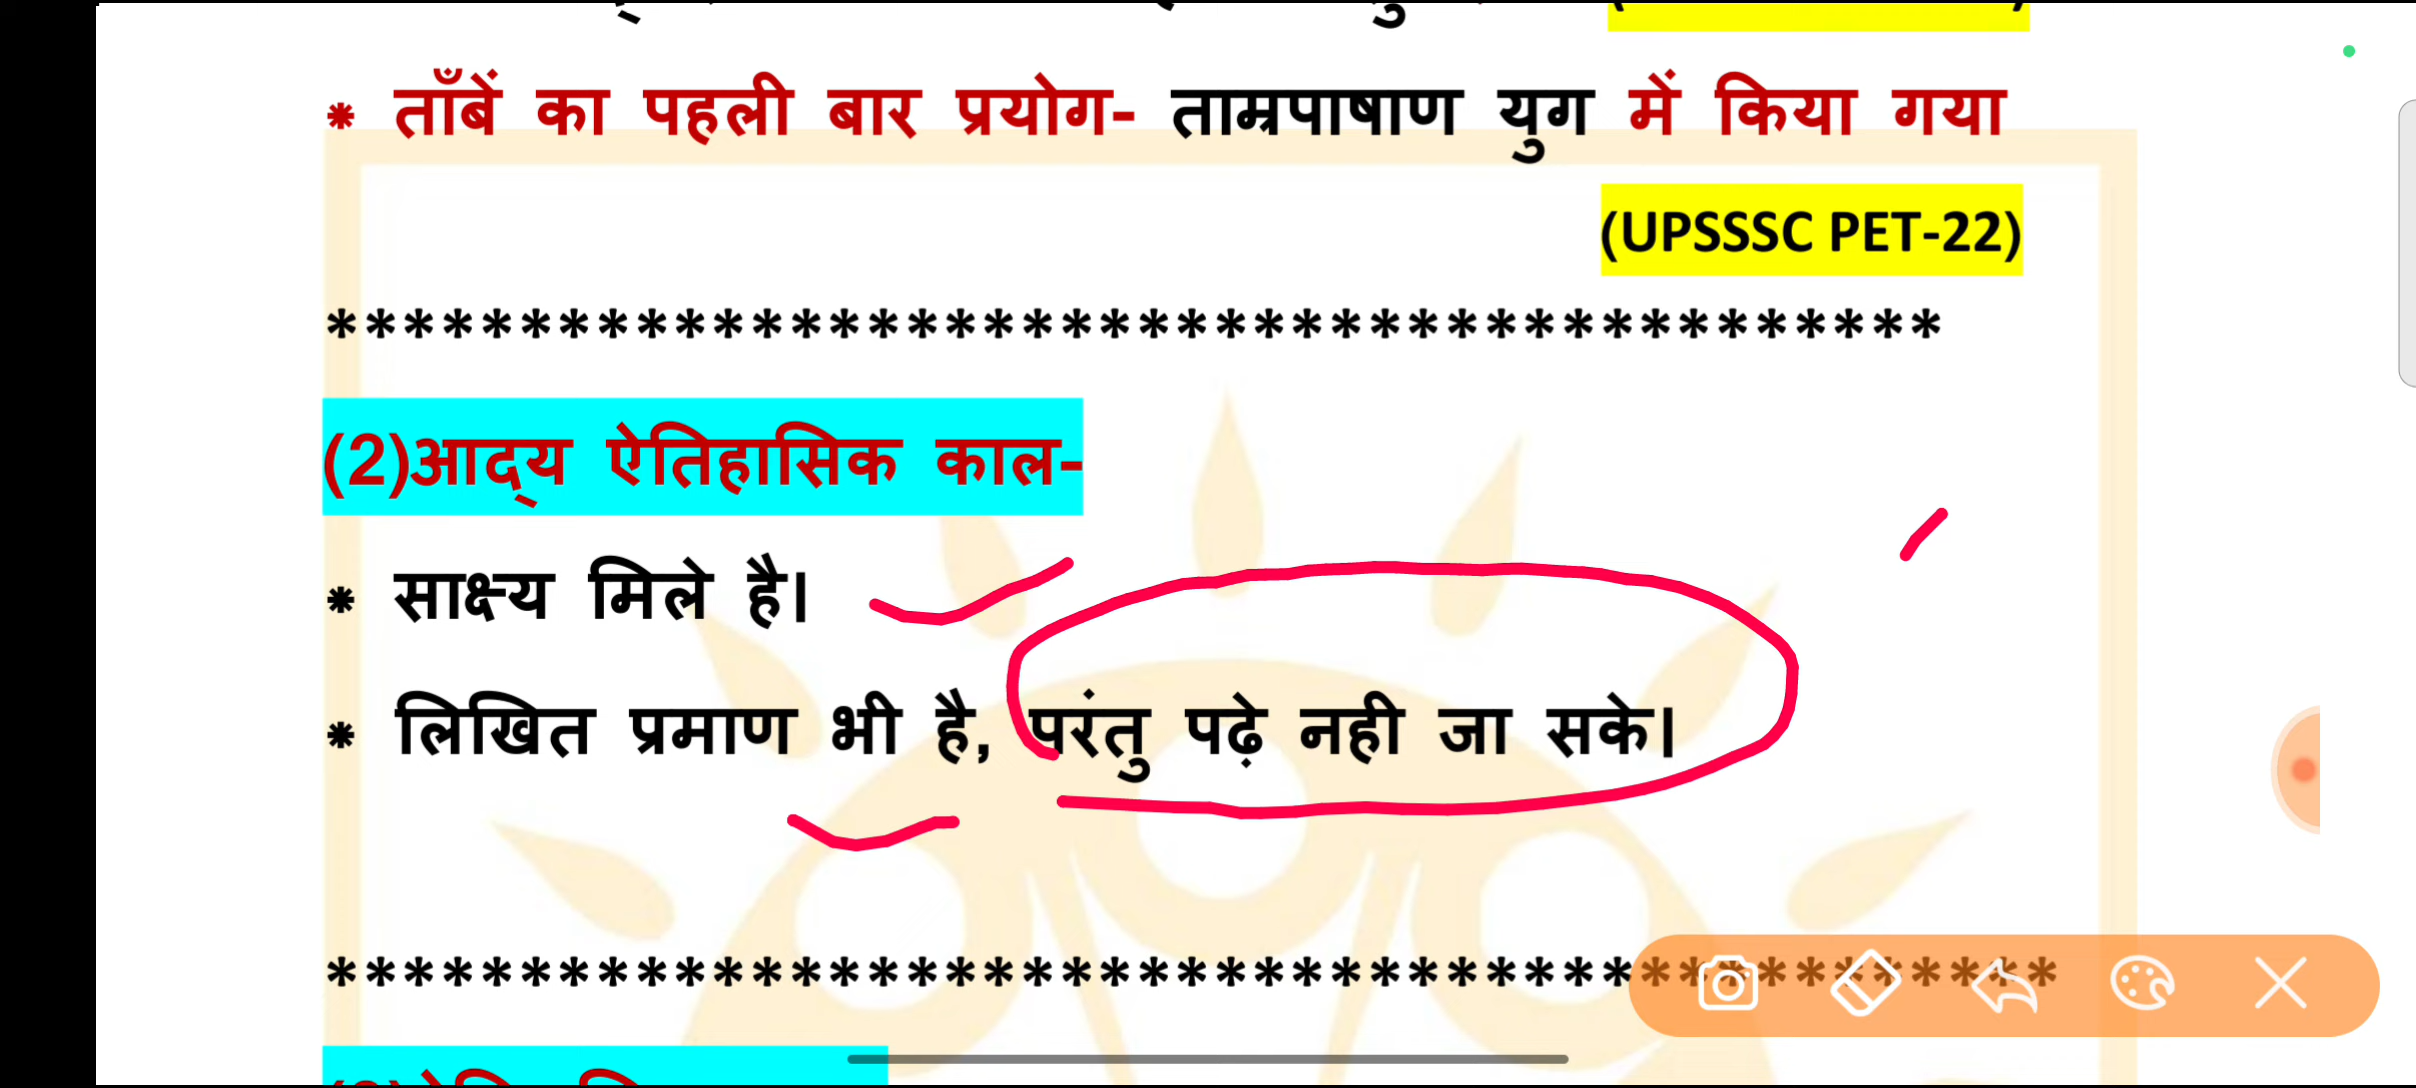 * ताँबें का पहली बार प्रयोग- ताम्रपाषाण युग में किया गया
(UPSSSC PET-22)
******************************************
(2)आद्य ऐतिहासिक काल-
* साक्ष्य मिले है।
* लिखित प्रमाण भी है, परंतु पढ़े नही जा सके।
*********************************************